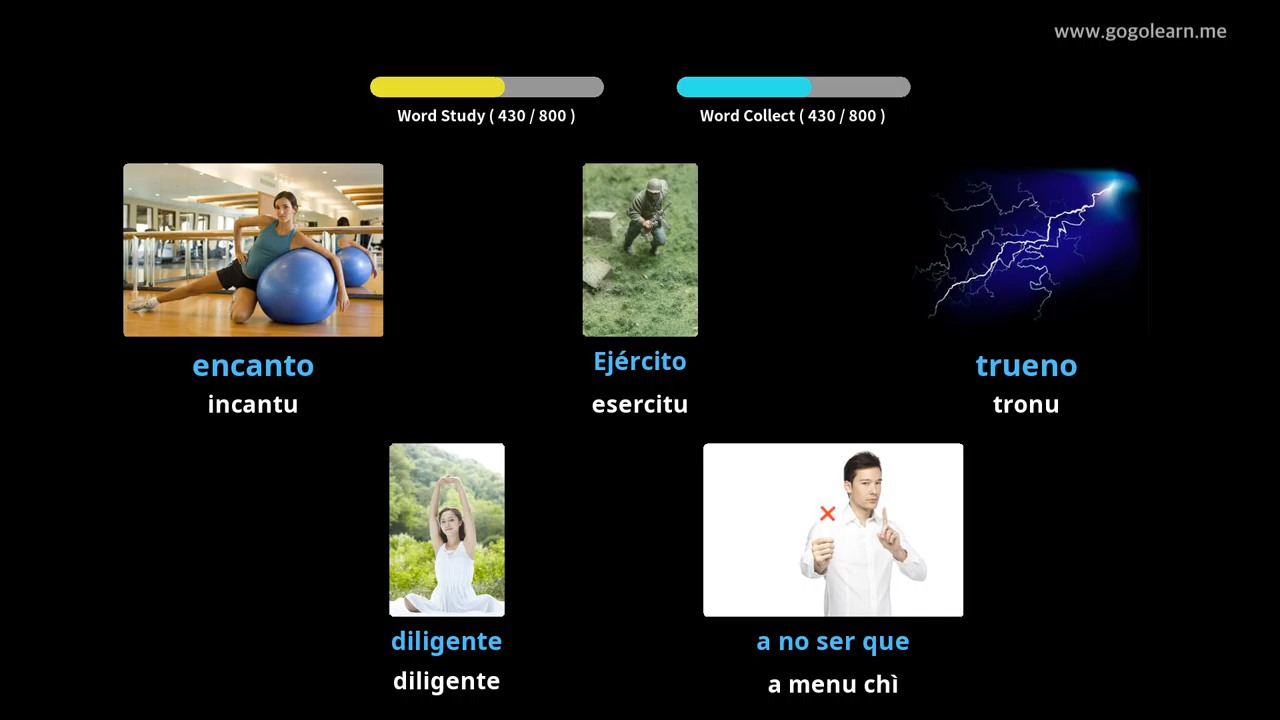 www.gogolearn.me
Word Study ( 430 / 800 )
Word Collect ( 430 / 800 )
encanto
incantu
Ejército
esercitu
trueno
tronu
diligente
diligente
a no ser que
a menu chì